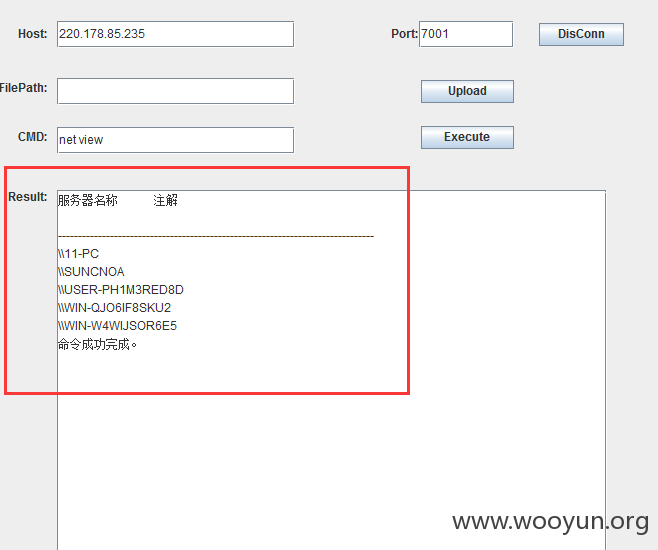 Host: 220.178.85.235 Port: 7001 DisConn
FilePath: Upload
CMD: net view Execute
Result: 服务器名称 注解
-------------------------------------------------------------------------------
\\11-PC
\\SUNCNOA
\\USER-PH1M3RED8D
\\WIN-QJO6IF8SKU2
\\WIN-W4WIJSOR6E5
命令成功完成。
www.wooyun.org